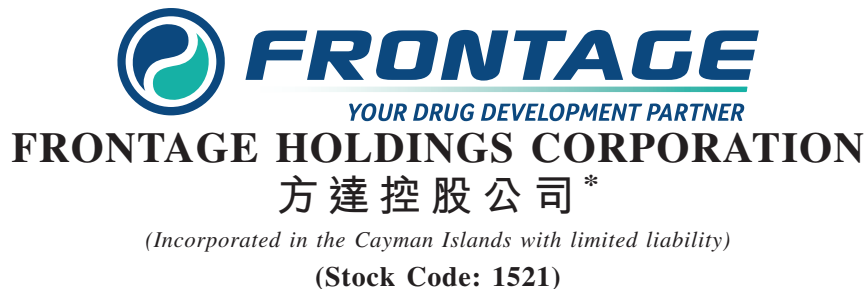 FRONTAGE
YOUR DRUG DEVELOPMENT PARTNER
FRONTAGE HOLDINGS CORPORATION
方達控股公司*
(Incorporated in the Cayman Islands with limited liability)
(Stock Code: 1521)